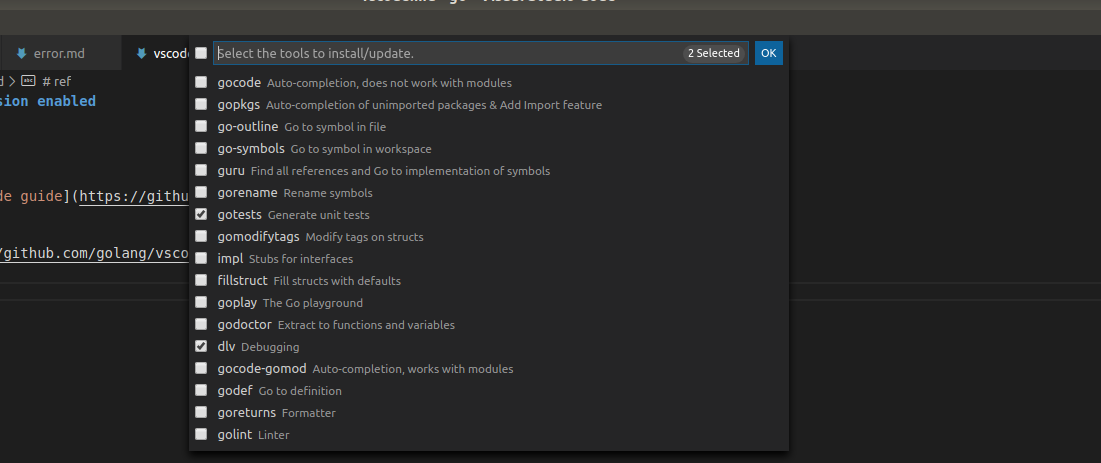 error.md
vscod
Select the tools to install/update.
2 Selected
OK
d > abc # ref
sion enabled
gocode Auto-completion, does not work with modules
gopkgs Auto-completion of unimported packages & Add Import feature
go-outline Go to symbol in file
go-symbols Go to symbol in workspace
guru Find all references and Go to implementation of symbols
de guide](https://githu
gorename Rename symbols
gotests Generate unit tests
gomodifytags Modify tags on structs
/github.com/golang/vsco
impl Stubs for interfaces
fillstruct Fill structs with defaults
goplay The Go playground
godoctor Extract to functions and variables
dlv Debugging
gocode-gomod Auto-completion, works with modules
godef Go to definition
goreturns Formatter
golint Linter